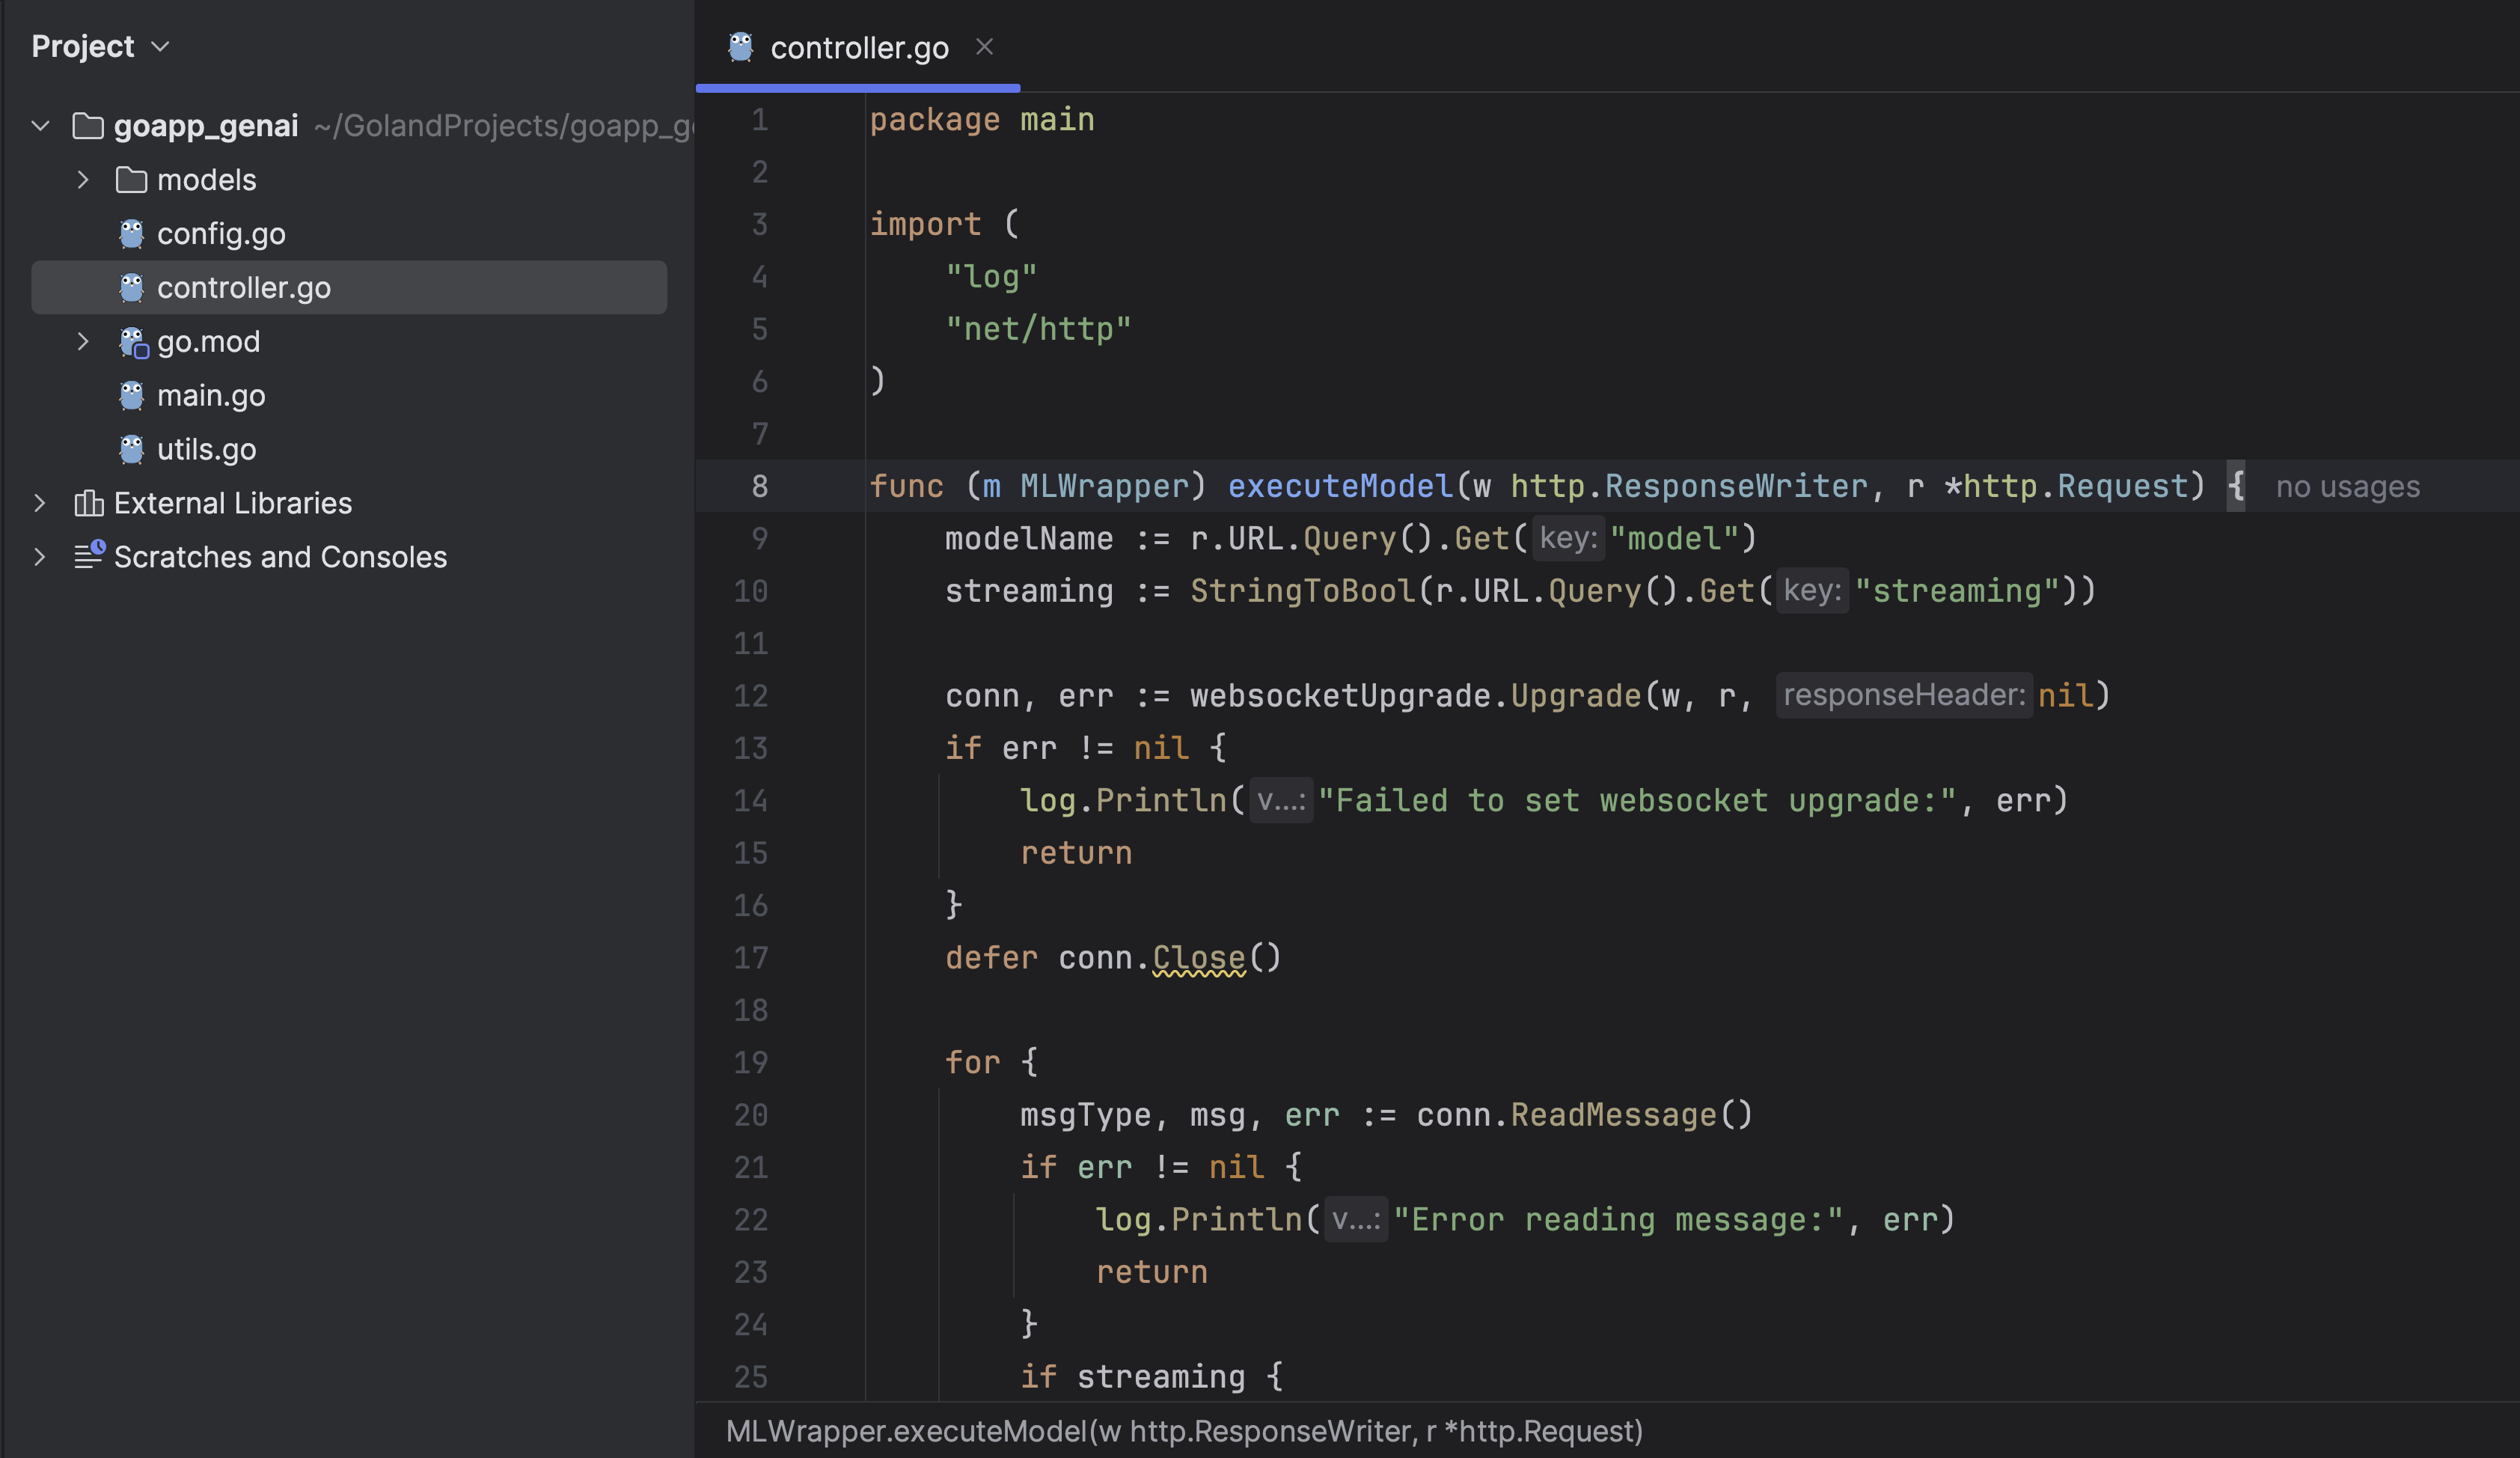 Project
goapp_genai ~/GolandProjects/goapp_g
models
config.go
controller.go
go.mod
main.go
utils.go
External Libraries
Scratches and Consoles
controller.go
1 package main
2
3 import (
4 "log"
5 "net/http"
6 )
7
8 func (m MLWrapper) executeModel(w http.ResponseWriter, r *http.Request) { no usages
9 modelName := r.URL.Query().Get( key: "model")
10 streaming := StringToBool(r.URL.Query().Get( key: "streaming"))
11
12 conn, err := websocketUpgrade.Upgrade(w, r, responseHeader: nil)
13 if err != nil {
14 log.Println( v...: "Failed to set websocket upgrade:", err)
15 return
16 }
17 defer conn.Close()
18
19 for {
20 msgType, msg, err := conn.ReadMessage()
21 if err != nil {
22 log.Println( v...: "Error reading message:", err)
23 return
24 }
25 if streaming {
MLWrapper.executeModel(w http.ResponseWriter, r *http.Request)